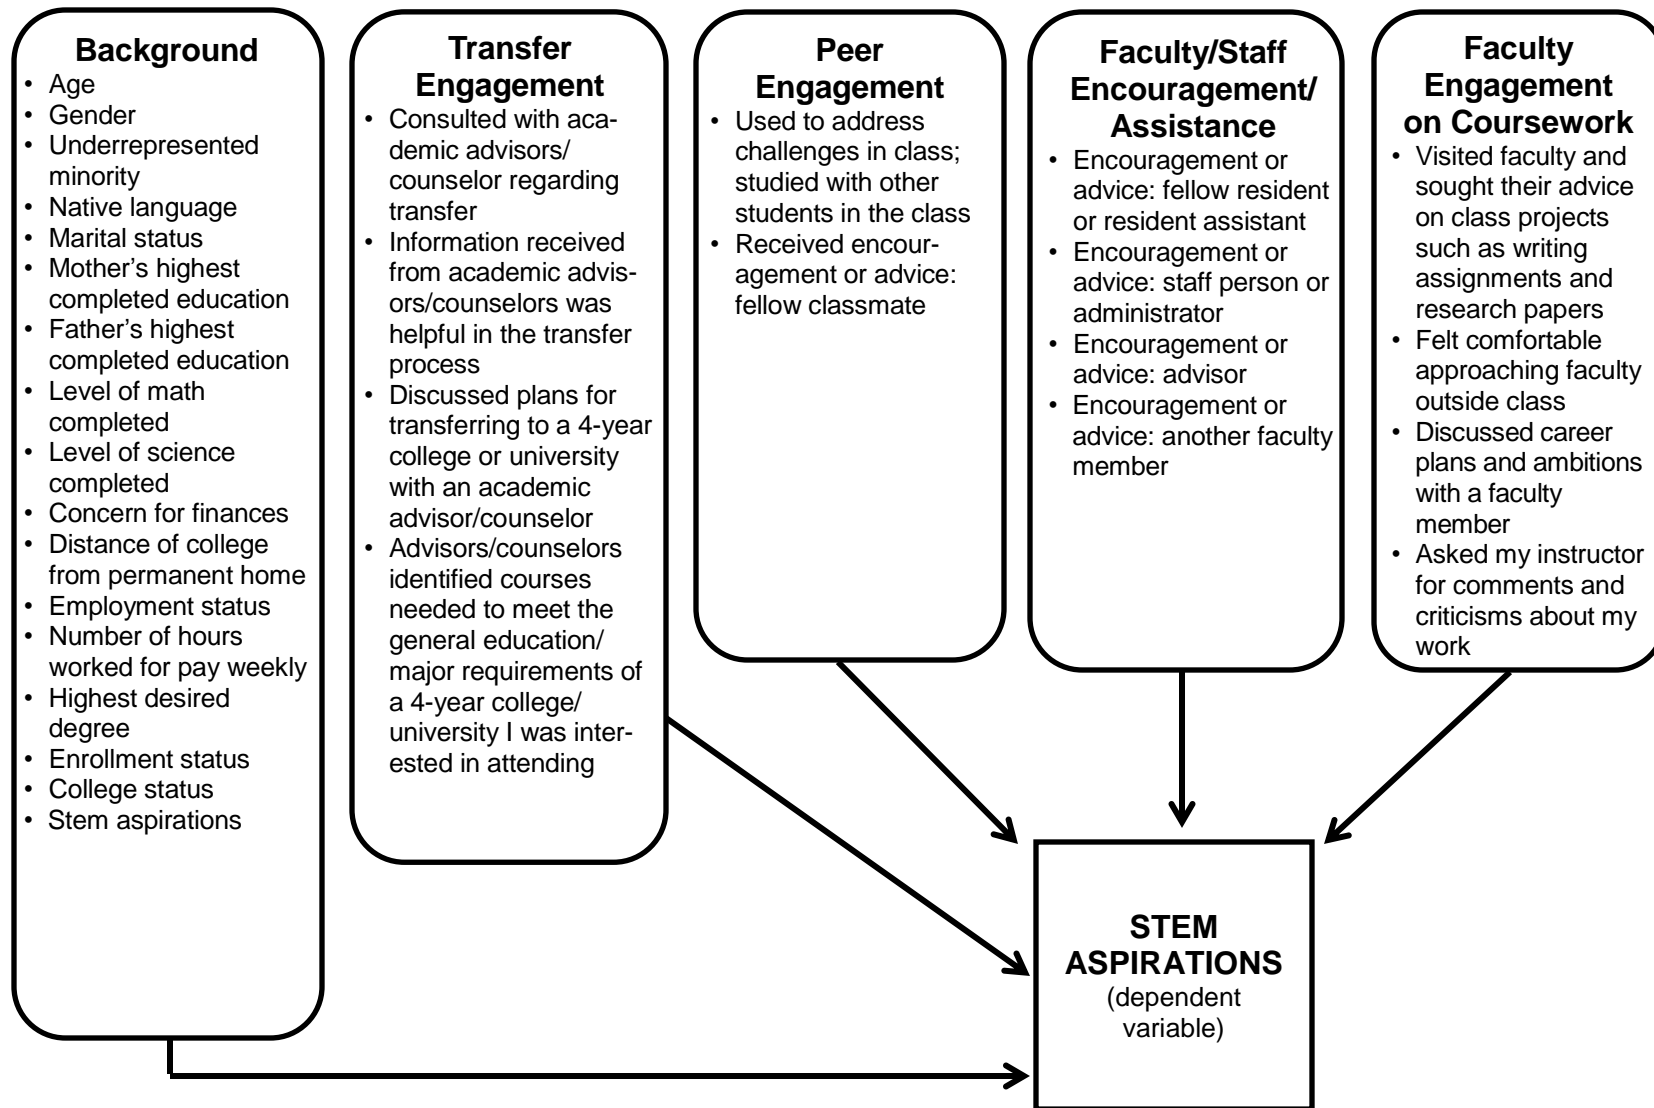 Background
• Age
• Gender
• Underrepresented
minority
• Native language
• Marital status
• Mother's highest
completed education
• Father's highest
completed education
• Level of math
completed
• Level of science
completed
• Concern for finances
• Distance of college
from permanent home
• Employment status
• Number of hours
worked for pay weekly
• Highest desired
degree
• Enrollment status
• College status
• Stem aspirations
Transfer
Engagement
• Consulted with aca-
demic advisors/
counselor regarding
transfer
• Information received
from academic advis-
ors/counselors was
helpful in the transfer
process
• Discussed plans for
transferring to a 4-year
college or university
with an academic
advisor/counselor
• Advisors/counselors
identified courses
needed to meet the
general education/
major requirements of
a 4-year college/
university I was inter-
ested in attending
Peer
Engagement
• Used to address
challenges in class;
studied with other
students in the class
• Received encour-
agement or advice:
fellow classmate
Faculty/Staff
Encouragement/
Assistance
• Encouragement or
advice: fellow resident
or resident assistant
• Encouragement or
advice: staff person or
administrator
• Encouragement or
advice: advisor
• Encouragement or
advice: another faculty
member
Faculty
Engagement
on Coursework
• Visited faculty and
sought their advice
on class projects
such as writing
assignments and
research papers
• Felt comfortable
approaching faculty
outside class
• Discussed career
plans and ambitions
with a faculty
member
• Asked my instructor
for comments and
criticisms about my
work
STEM
ASPIRATIONS
(dependent
variable)